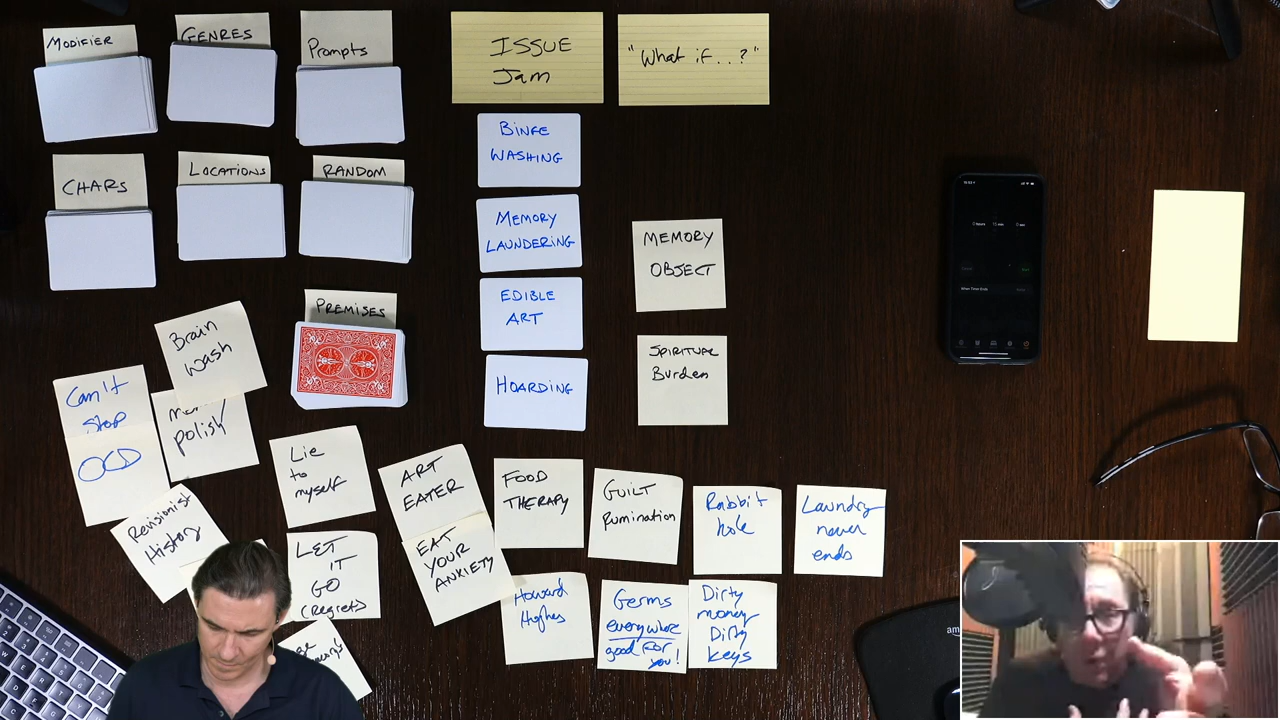 MODIFIER
GENRES
Prompts
ISSUE
Jam
"What if..?"
CHARS
LOCATIONS
RANDOM
PREMISES
BINGE
WASHING
MEMORY
LAUNDERING
EDIBLE
ART
HOARDING
MEMORY
OBJECT
SPIRITUAL
Burden
Brain
wash
Can't
stop
OCD
polish
Revisionist
History
Lie
to
myself
LET
IT
GO
(regrets)
ART
EATER
EAT
YOUR
ANXIETY
FOOD
THERAPY
GUILT
Rumination
Rabbit
hole
Laundry
never
ends
Howard
Hughes
Germs
everywhere
good for
you!
Dirty
money
Dirty
keys